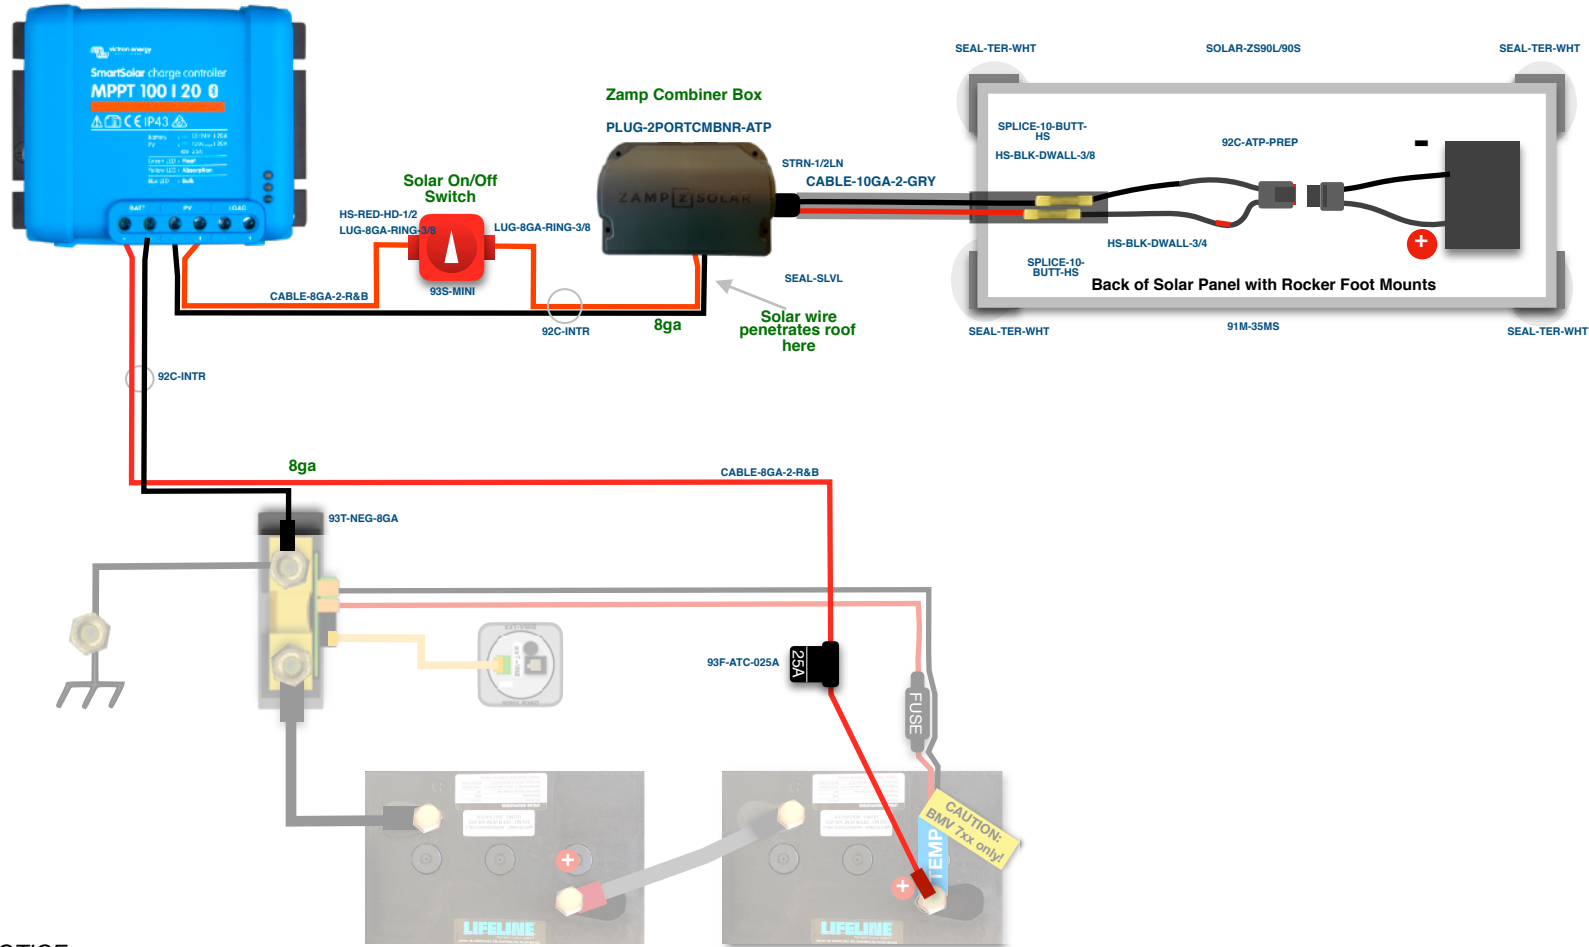 victron energy
SmartSolar charge controller
MPPT 100 | 20
CE IP43
BATT
PV
LOAD
Solar On/Off
Switch
HS-RED-HD-1/2
LUG-8GA-RING-3/8
LUG-8GA-RING-3/8
93S-MINI
CABLE-8GA-2-R&B
92C-INTR
8ga
Zamp Combiner Box
PLUG-2PORTCMBNR-ATP
ZAMP Z SOLAR
STRN-1/2LN
CABLE-10GA-2-GRY
SEAL-SLVL
Solar wire
penetrates roof
here
SEAL-TER-WHT
SOLAR-ZS90L/90S
SEAL-TER-WHT
SPLICE-10-BUTT-
HS
HS-BLK-DWALL-3/8
92C-ATP-PREP
-
+
HS-BLK-DWALL-3/4
SPLICE-10-
BUTT-HS
Back of Solar Panel with Rocker Foot Mounts
SEAL-TER-WHT
91M-35MS
SEAL-TER-WHT
92C-INTR
8ga
CABLE-8GA-2-R&B
93T-NEG-8GA
93F-ATC-025A
25A
FUSE
CAUTION:
BMV 7xx only!
TEMP
+
+
LIFELINE
LIFELINE